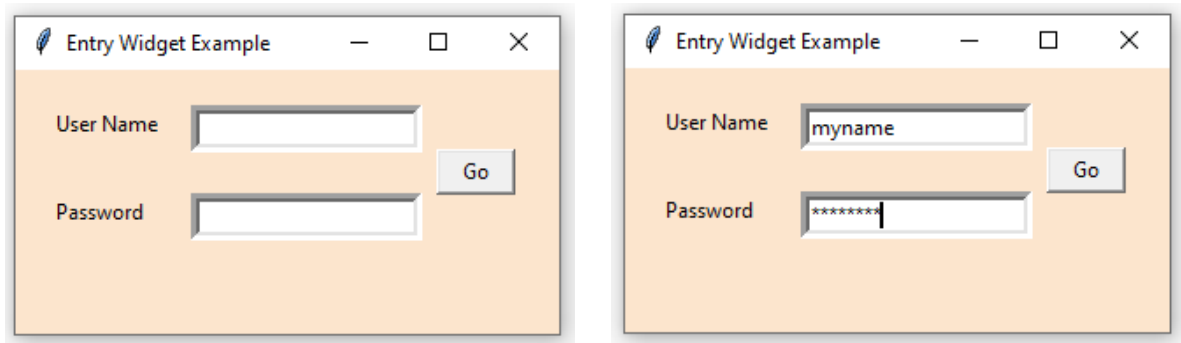 Entry Widget Example
User Name
Go
Password
Entry Widget Example
User Name myname
Go
Password ********